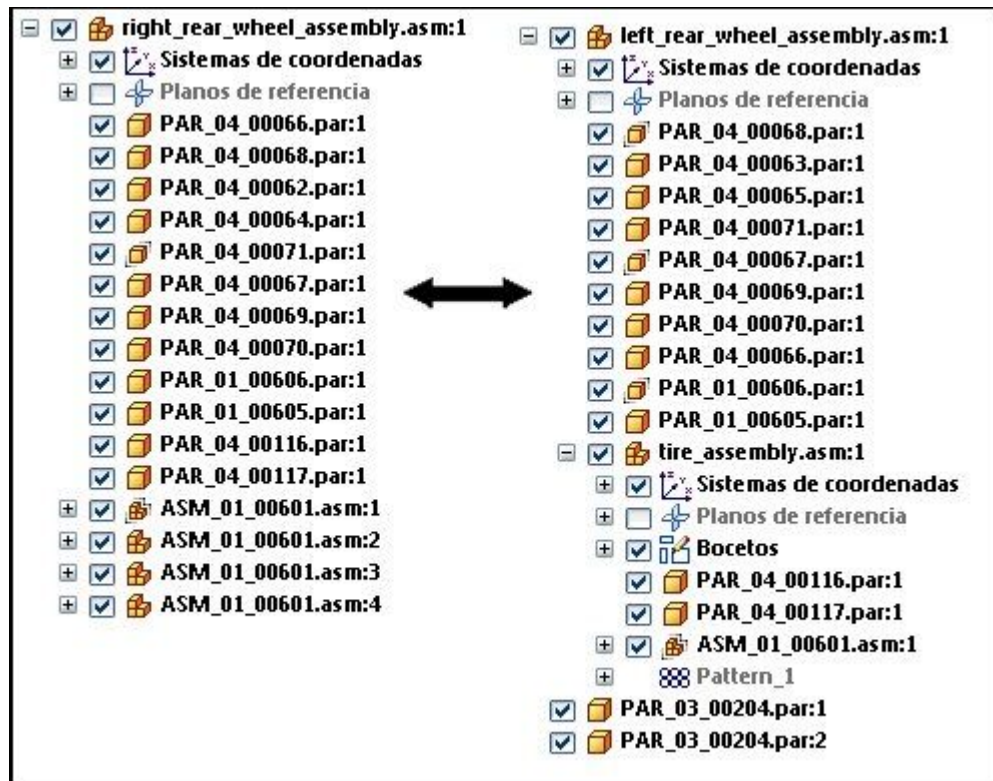 right_rear_wheel_assembly.asm:1
Sistemas de coordenadas
Planos de referencia
PAR_04_00066.par:1
PAR_04_00068.par:1
PAR_04_00062.par:1
PAR_04_00064.par:1
PAR_04_00071.par:1
PAR_04_00067.par:1
PAR_04_00069.par:1
PAR_04_00070.par:1
PAR_01_00606.par:1
PAR_01_00605.par:1
PAR_04_00116.par:1
PAR_04_00117.par:1
ASM_01_00601.asm:1
ASM_01_00601.asm:2
ASM_01_00601.asm:3
ASM_01_00601.asm:4
left_rear_wheel_assembly.asm:1
Sistemas de coordenadas
Planos de referencia
PAR_04_00068.par:1
PAR_04_00063.par:1
PAR_04_00065.par:1
PAR_04_00071.par:1
PAR_04_00067.par:1
PAR_04_00069.par:1
PAR_04_00070.par:1
PAR_04_00066.par:1
PAR_01_00606.par:1
PAR_01_00605.par:1
tire_assembly.asm:1
Sistemas de coordenadas
Planos de referencia
Bocetos
PAR_04_00116.par:1
PAR_04_00117.par:1
ASM_01_00601.asm:1
Pattern_1
PAR_03_00204.par:1
PAR_03_00204.par:2